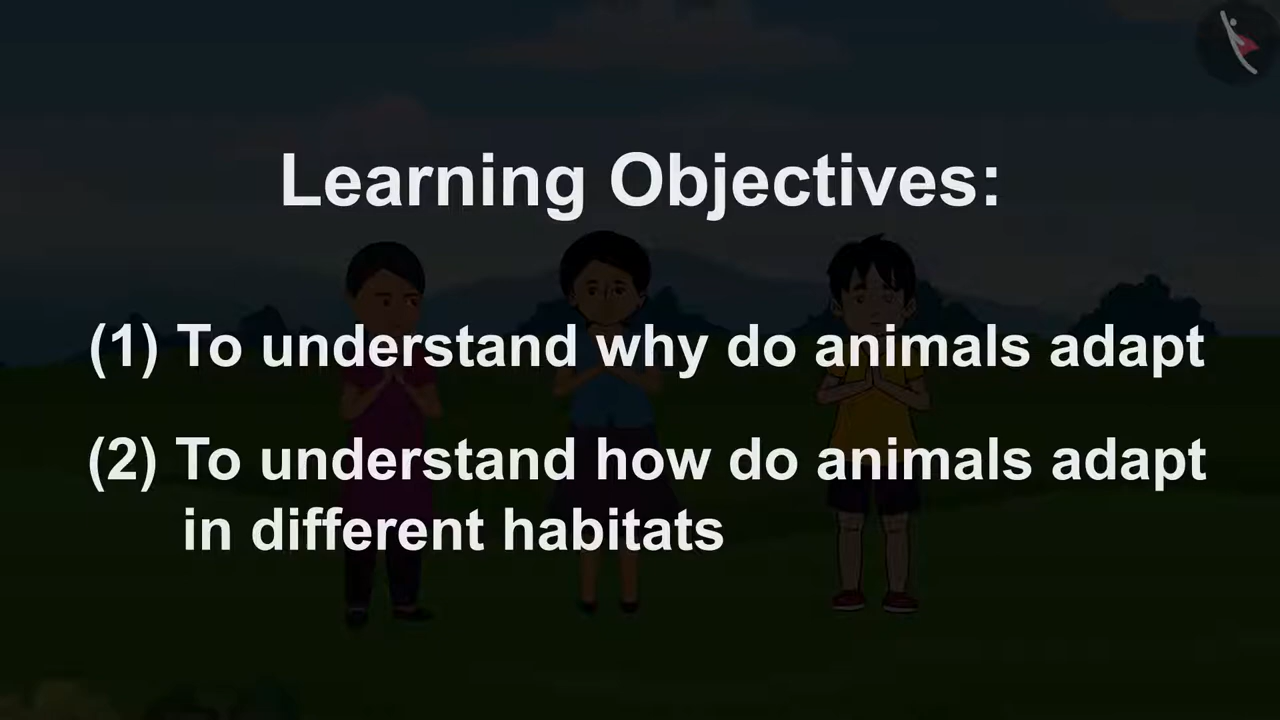 Learning Objectives:
(1) To understand why do animals adapt
(2) To understand how do animals adapt
in different habitats